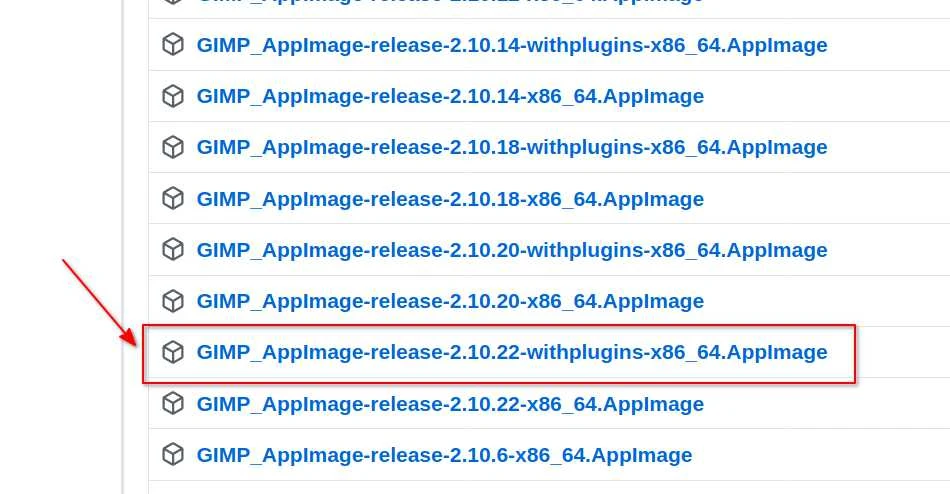 GIMP_AppImage-release-2.10.14-withplugins-x86_64.AppImage
GIMP_AppImage-release-2.10.14-x86_64.AppImage
GIMP_AppImage-release-2.10.18-withplugins-x86_64.AppImage
GIMP_AppImage-release-2.10.18-x86_64.AppImage
GIMP_AppImage-release-2.10.20-withplugins-x86_64.AppImage
GIMP_AppImage-release-2.10.20-x86_64.AppImage
GIMP_AppImage-release-2.10.22-withplugins-x86_64.AppImage
GIMP_AppImage-release-2.10.22-x86_64.AppImage
GIMP_AppImage-release-2.10.6-x86_64.AppImage